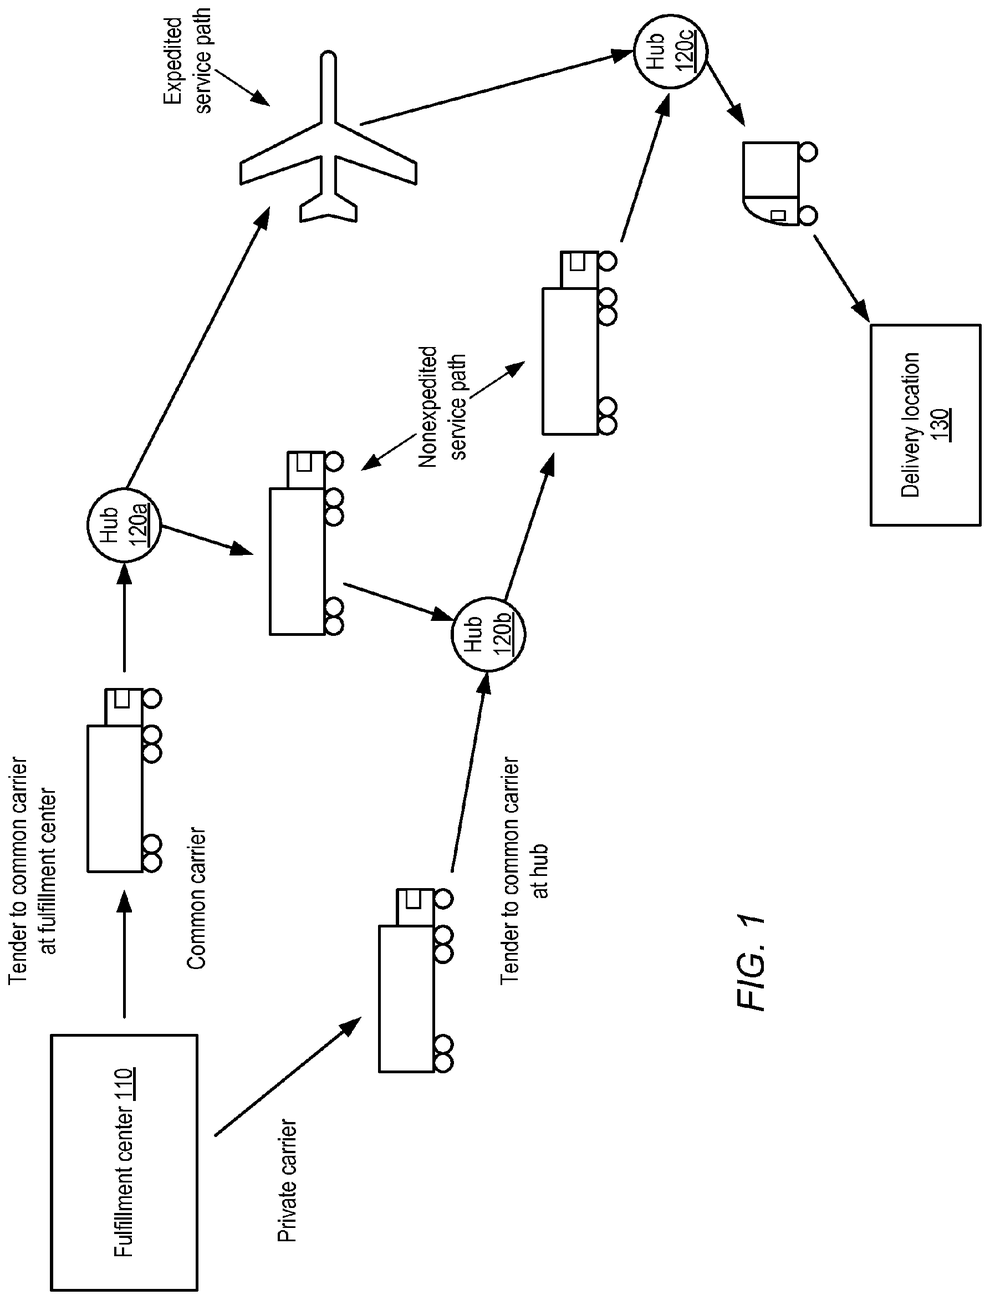 Tender to common carrier
at fulfillment center
Fulfillment center 110
Common carrier
Hub
120a
Expedited
service path
Private carrier
Nonexpedited
service path
Tender to common carrier
at hub
Hub
120b
Hub
120c
Delivery location
130
FIG. 1